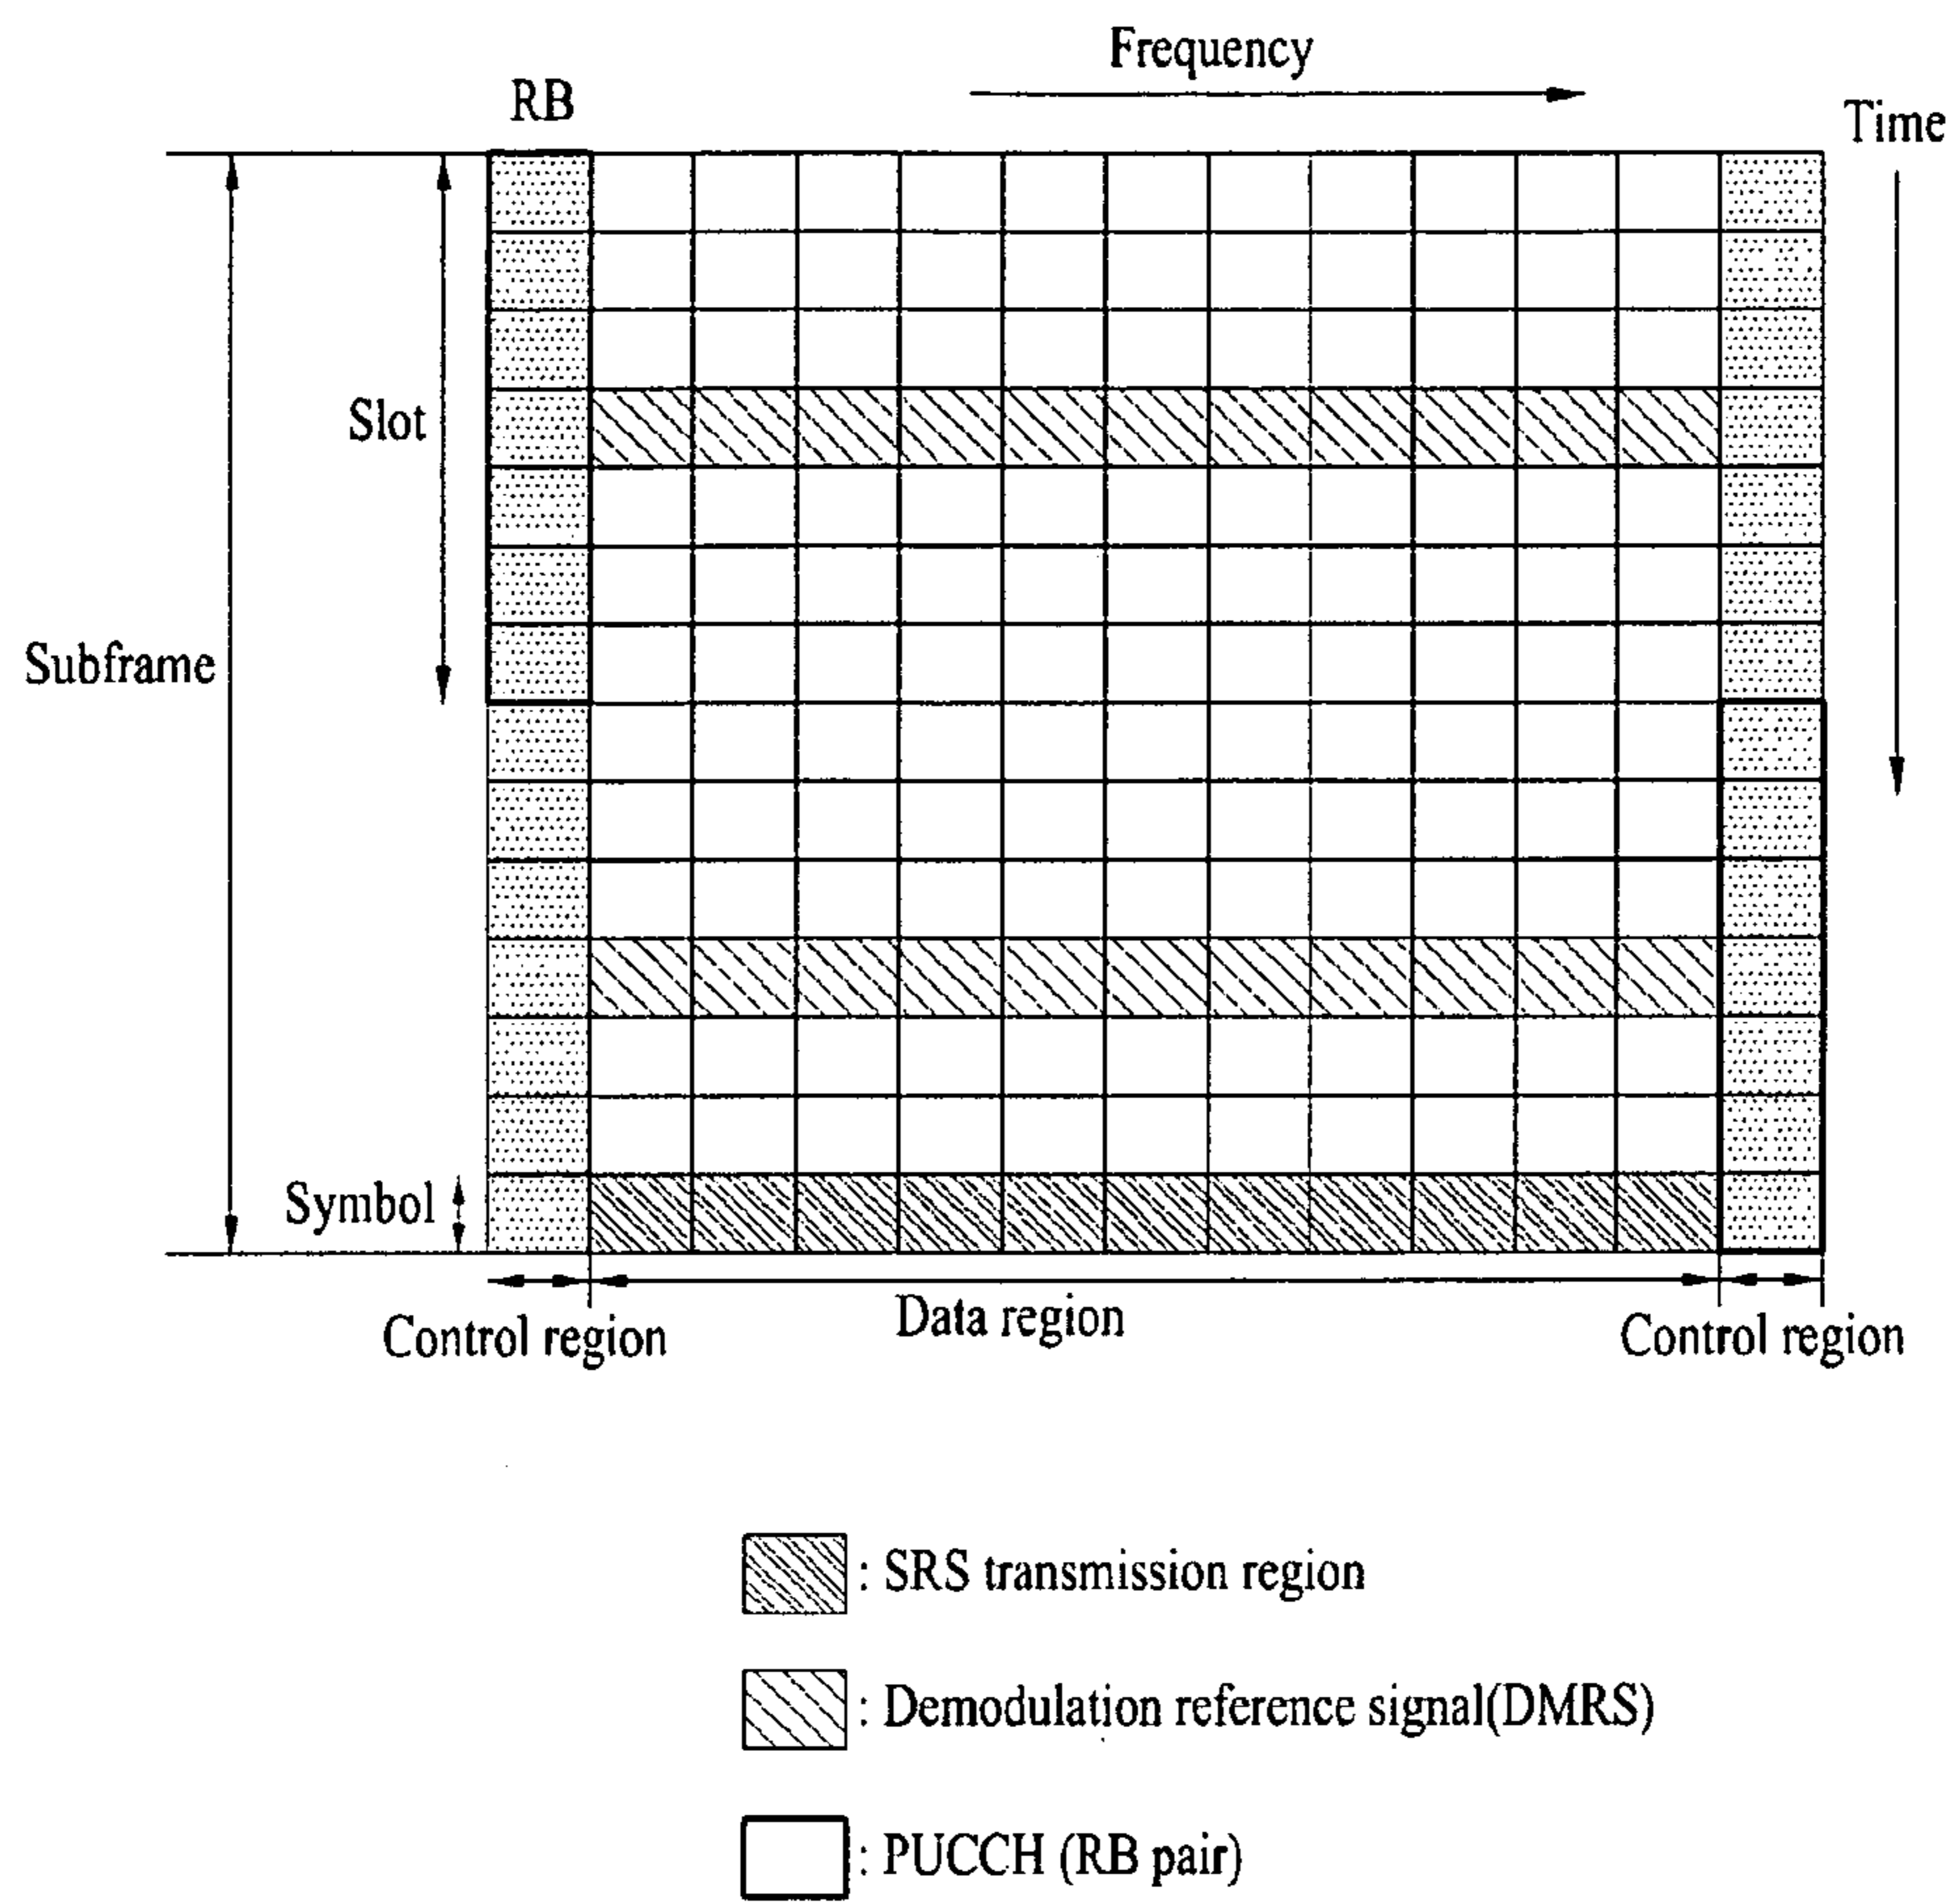 Frequency
RB
Time
Slot
Subframe
Symbol
Control region
Data region
Control region
: SRS transmission region
: Demodulation reference signal(DMRS)
: PUCCH (RB pair)